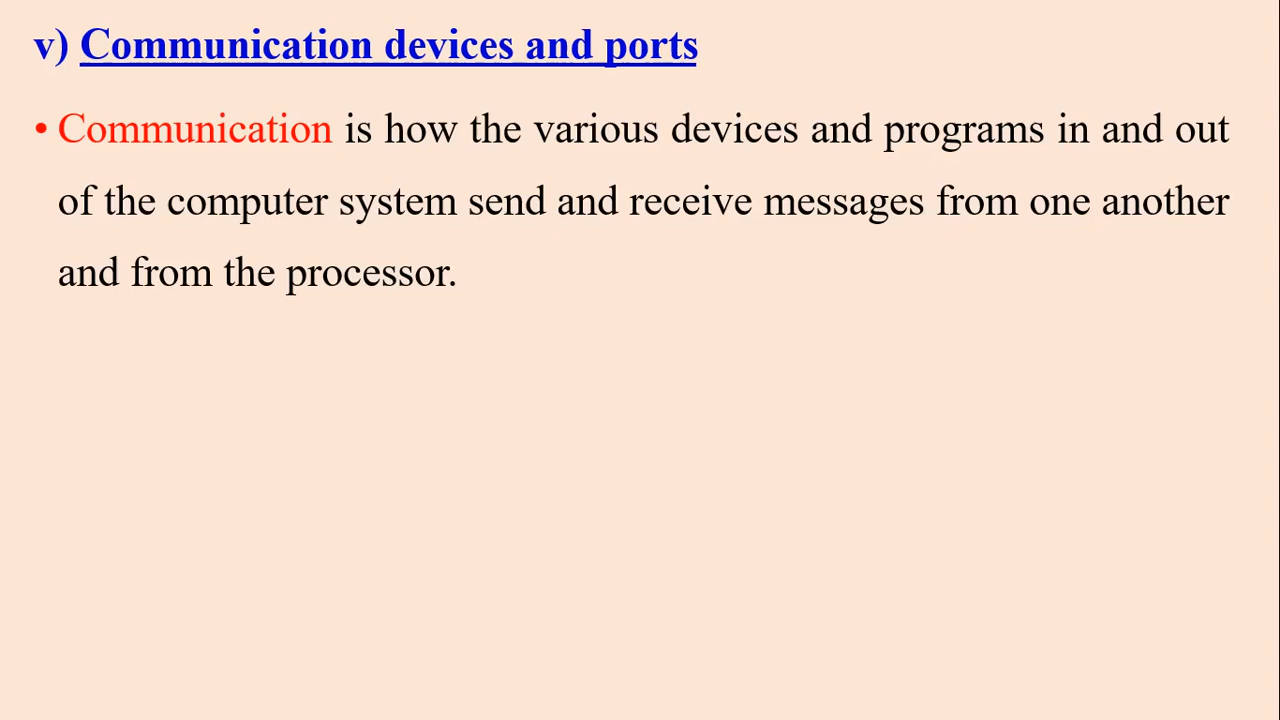 v) Communication devices and ports
• Communication is how the various devices and programs in and out
of the computer system send and receive messages from one another
and from the processor.